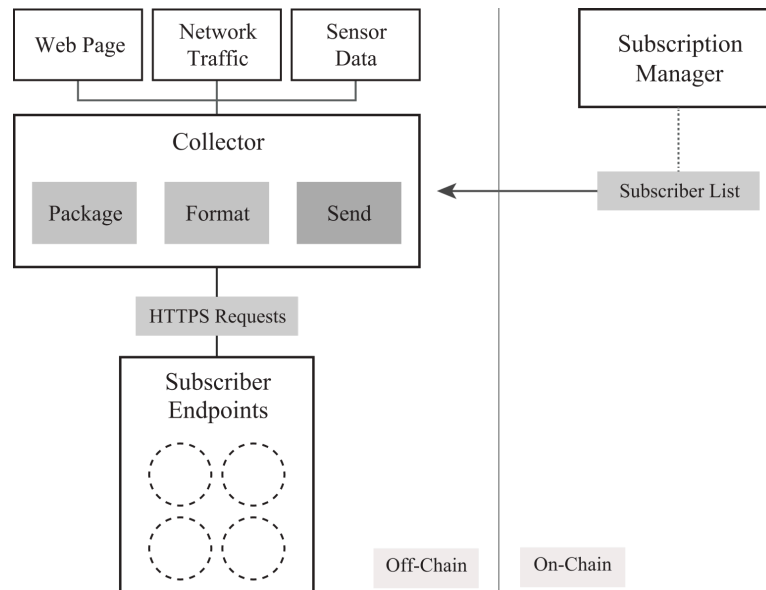 Web Page
Network
Traffic
Sensor
Data
Subscription
Manager
Collector
Package
Format
Send
Subscriber List
HTTPS Requests
Subscriber
Endpoints
Off-Chain
On-Chain